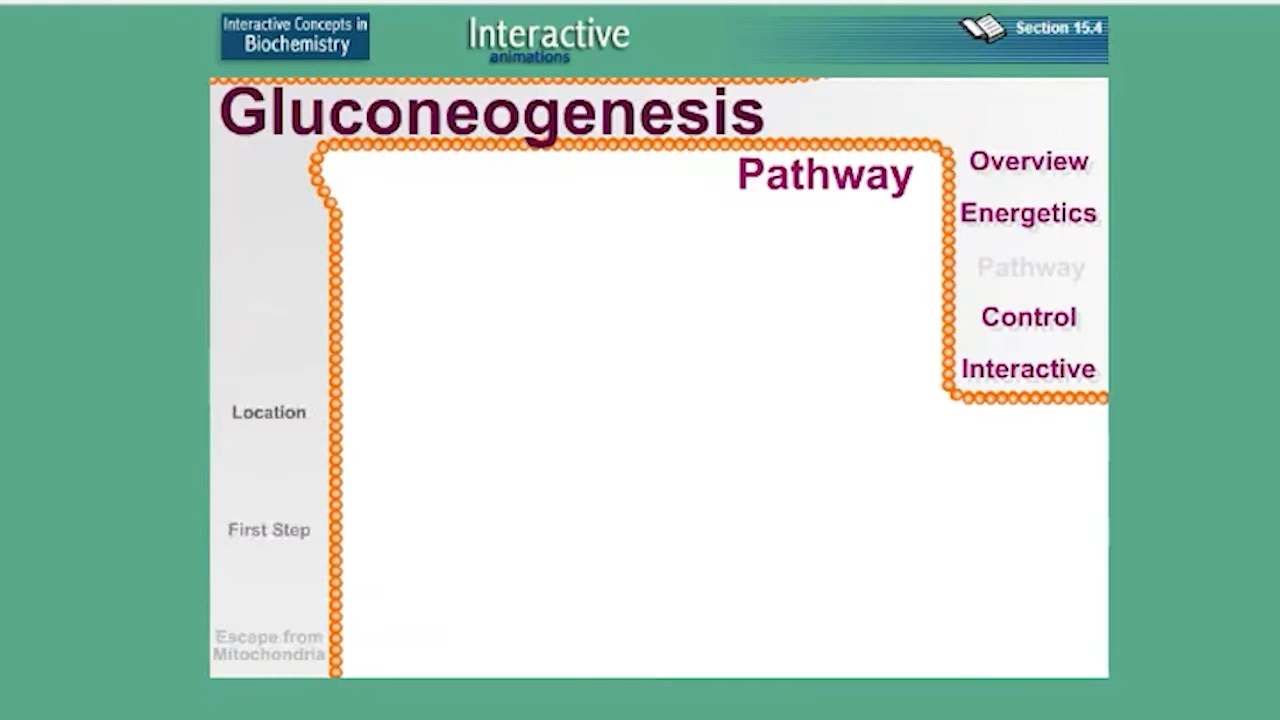 Interactive Concepts in
Biochemistry
Interactive
animations
Section 15.4
Gluconeogenesis
Pathway
Overview
Energetics
Pathway
Control
Interactive
Location
First Step
Escape from
Mitochondria